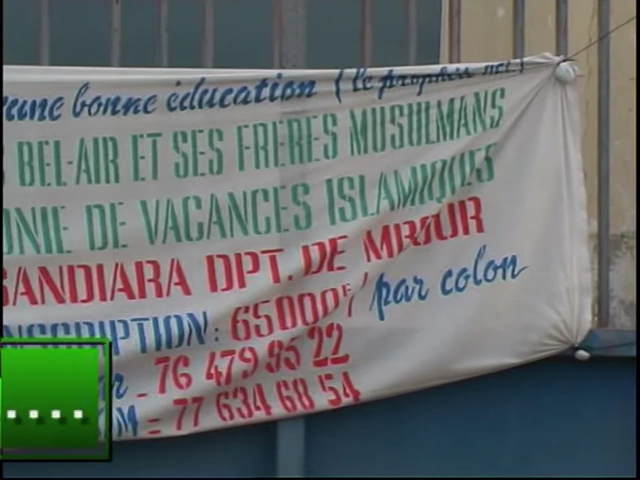 une bonne éducation (le prophète
BEL-AIR ET SES FRERES MUSULMANS
ONIE DE VACANCES ISLAMIQUES
SANDIARA DPT. DE MBOUR
NSCRIPTION: 65000F/par colon
76 479 95 22
M = 77 634 68 54